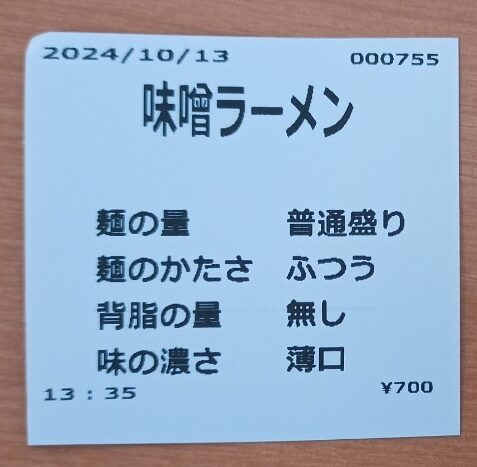 2024/10/13 000755
味噌ラーメン
麺の量 普通盛り
麺のかたさ ふつう
背脂の量 無し
味の濃さ 薄口
13:35 ¥700